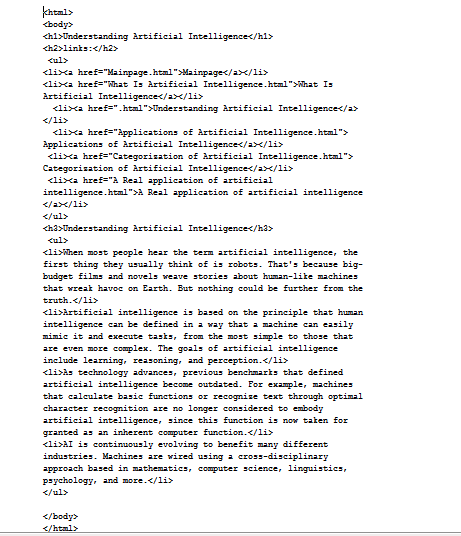 <html>
<body>
<h1>Understanding Artificial Intelligence</h1>
<h2>links:</h2>
<ul>
<li><a href="Mainpage.html">Mainpage</a></li>
<li><a href="What Is Artificial Intelligence.html">What Is
Artificial Intelligence</a></li>
<li><a href=".html">Understanding Artificial Intelligence</a>
</li>
<li><a href="Applications of Artificial Intelligence.html">
Applications of Artificial Intelligence</a></li>
<li><a href="Categorisation of Artificial Intelligence.html">
Categorisation of Artificial Intelligence</a></li>
<li><a href="A Real application of artificial
intelligence.html">A Real application of artificial intelligence
</a></li>
</ul>
<h3>Understanding Artificial Intelligence</h3>
<ul>
<li>When most people hear the term artificial intelligence, the
first thing they usually think of is robots. That's because big-
budget films and novels weave stories about human-like machines
that wreak havoc on Earth. But nothing could be further from the
truth.</li>
<li>Artificial intelligence is based on the principle that human
intelligence can be defined in a way that a machine can easily
mimic it and execute tasks, from the most simple to those that
are even more complex. The goals of artificial intelligence
include learning, reasoning, and perception.</li>
<li>As technology advances, previous benchmarks that defined
artificial intelligence become outdated. For example, machines
that calculate basic functions or recognize text through optimal
character recognition are no longer considered to embody
artificial intelligence, since this function is now taken for
granted as an inherent computer function.</li>
<li>AI is continuously evolving to benefit many different
industries. Machines are wired using a cross-disciplinary
approach based in mathematics, computer science, linguistics,
psychology, and more.</li>
</ul>
</body>
</html>